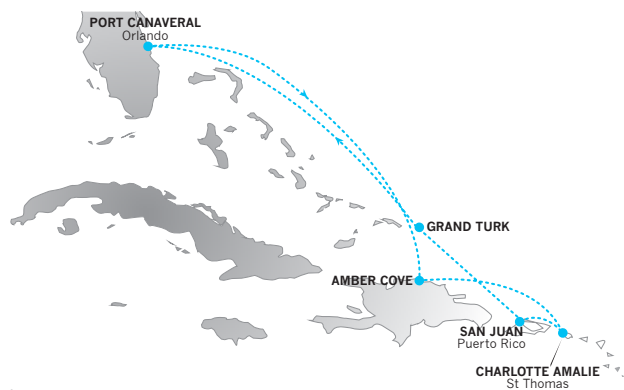 PORT CANAVERAL
Orlando
GRAND TURK
AMBER COVE
SAN JUAN
Puerto Rico
CHARLOTTE AMALIE
St Thomas